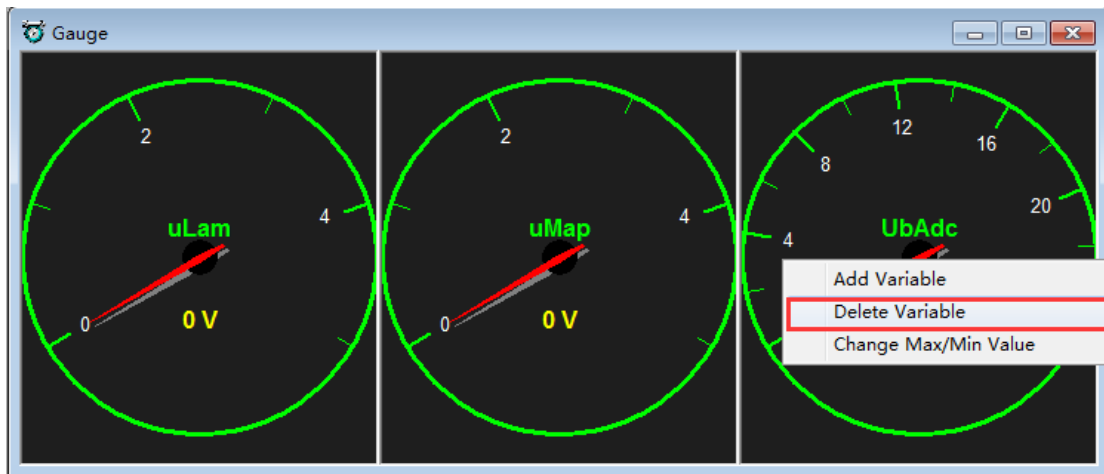 Gauge
2
4
uLam
0
0 V
2
4
uMap
0
0 V
4
8
12
16
20
UbAdc
Add Variable
Delete Variable
Change Max/Min Value